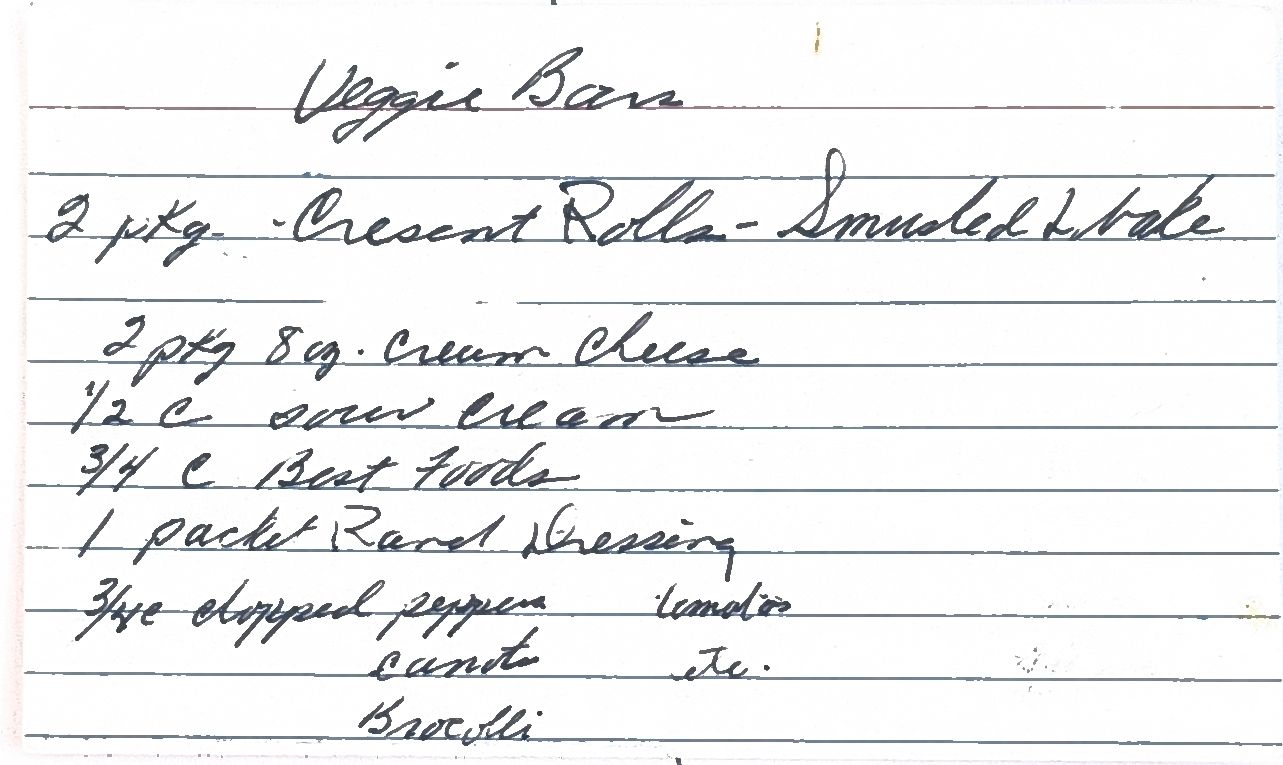 Veggie Bars
2 pkg - Cresent Rolls - Smushed & bake
2 pkg 8 oz. cream cheese
1/2 C sour cream
3/4 C Best Foods
1 packet Ranch Dressing
3/4 c chopped peppers tomatos
carrots etc.
Brocolli